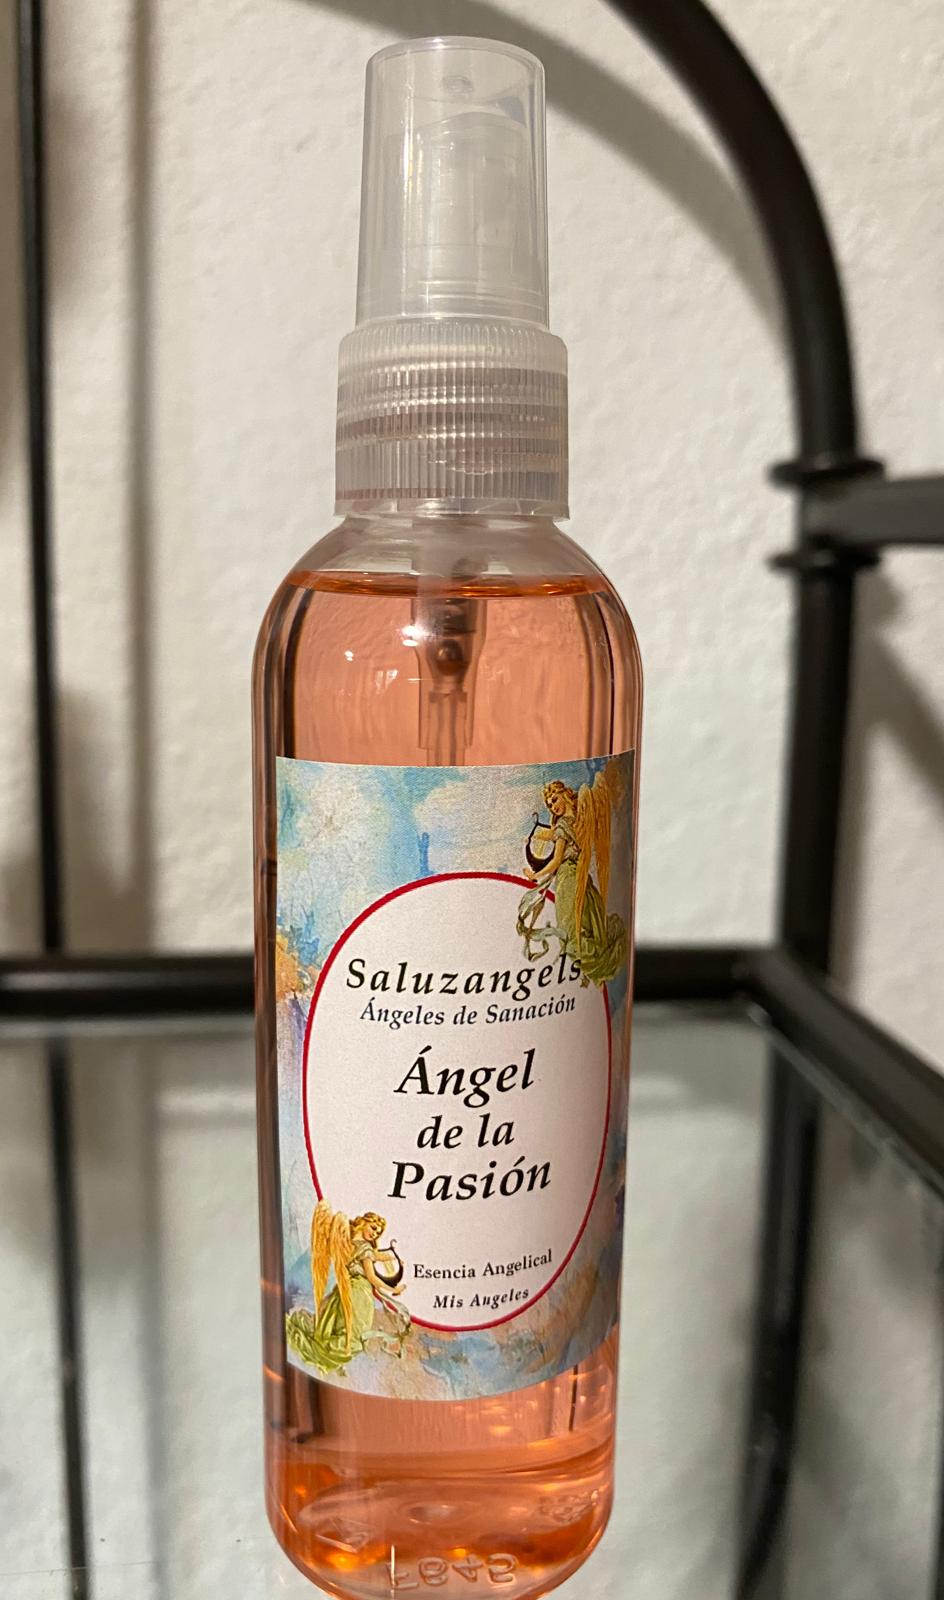 Saluzangels
Ángeles de Sanación
Ángel
de la
Pasión
Esencia Angelical
Mis Angeles